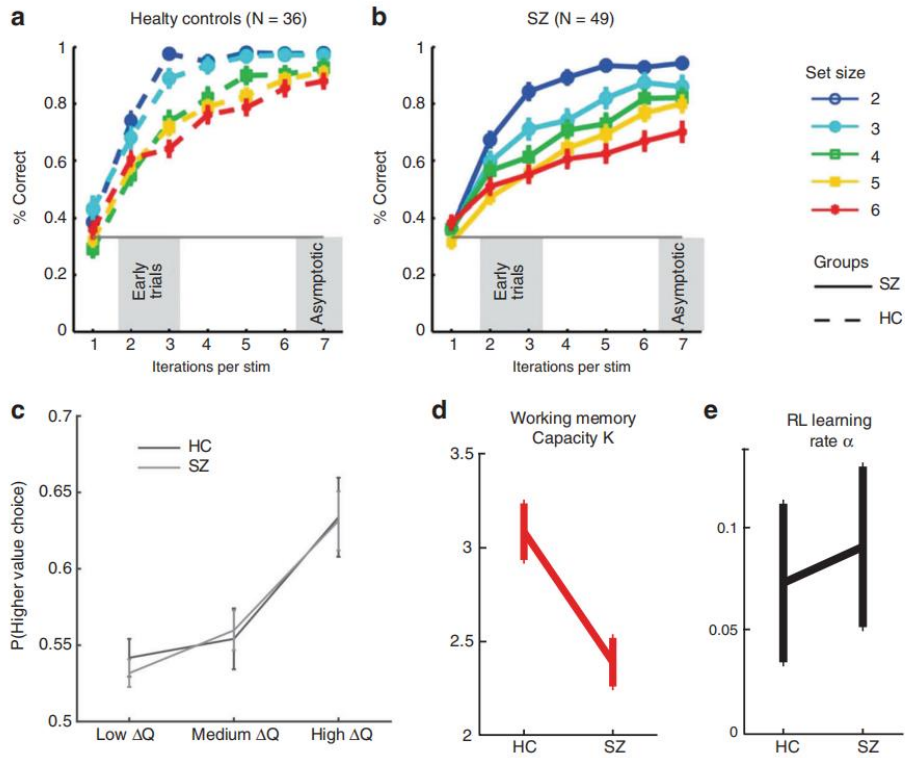 a
Healty controls (N = 36)
1
0.8
0.6
0.4
0.2
0
% Correct
Early
trials
Asymptotic
1 2 3 4 5 6 7
Iterations per stim
b
SZ (N = 49)
1
0.8
0.6
0.4
0.2
0
% Correct
Early
trials
Asymptotic
1 2 3 4 5 6 7
Iterations per stim
Set size
2
3
4
5
6
Groups
SZ
HC
c
0.7
0.65
0.6
0.55
0.5
P(Higher value choice)
HC
SZ
Low ΔQ Medium ΔQ High ΔQ
d
Working memory
Capacity K
3.5
3
2.5
2
HC SZ
e
RL learning
rate α
0.1
0.05
0
HC SZ